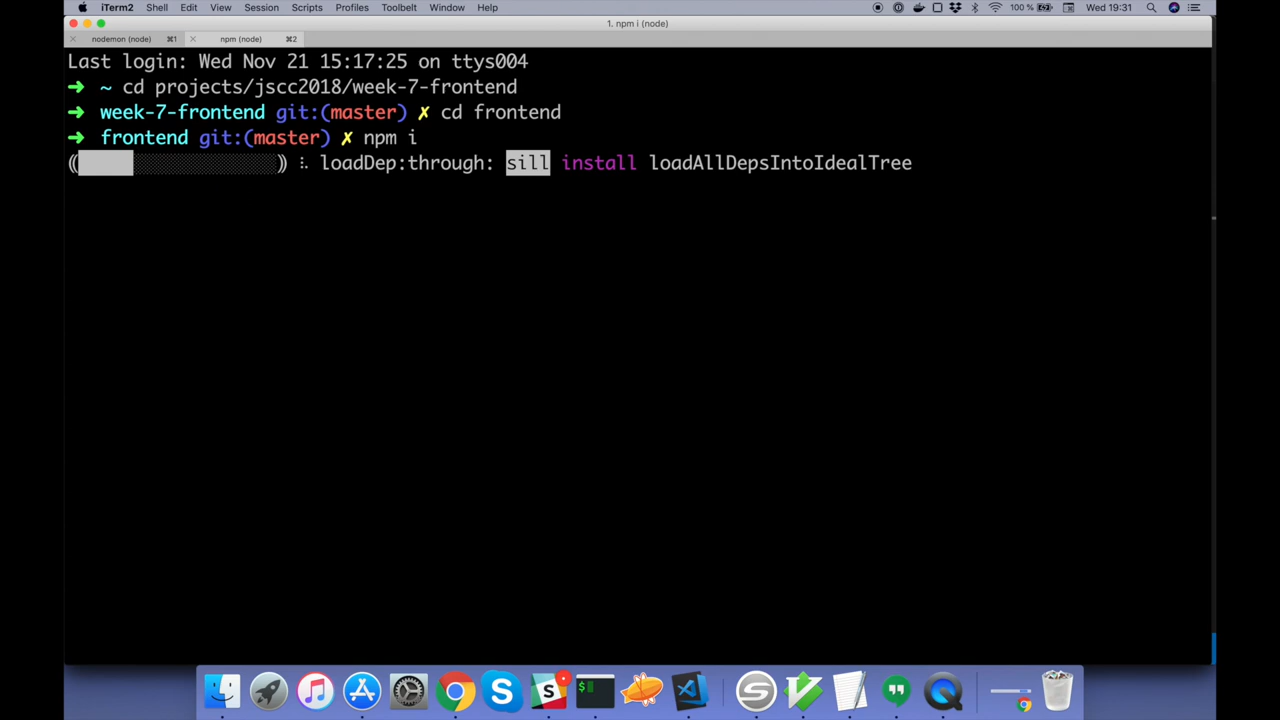 iTerm2 Shell Edit View Session Scripts Profiles Toolbelt Window Help 100 % Wed 19:31
1. npm i (node)
nodemon (node) ⌘1 npm (node) ⌘2
Last login: Wed Nov 21 15:17:25 on ttys004
➜ ~ cd projects/jscc2018/week-7-frontend
➜ week-7-frontend git:(master) ✗ cd frontend
➜ frontend git:(master) ✗ npm i
loadDep:through: sill install loadAllDepsIntoIdealTree